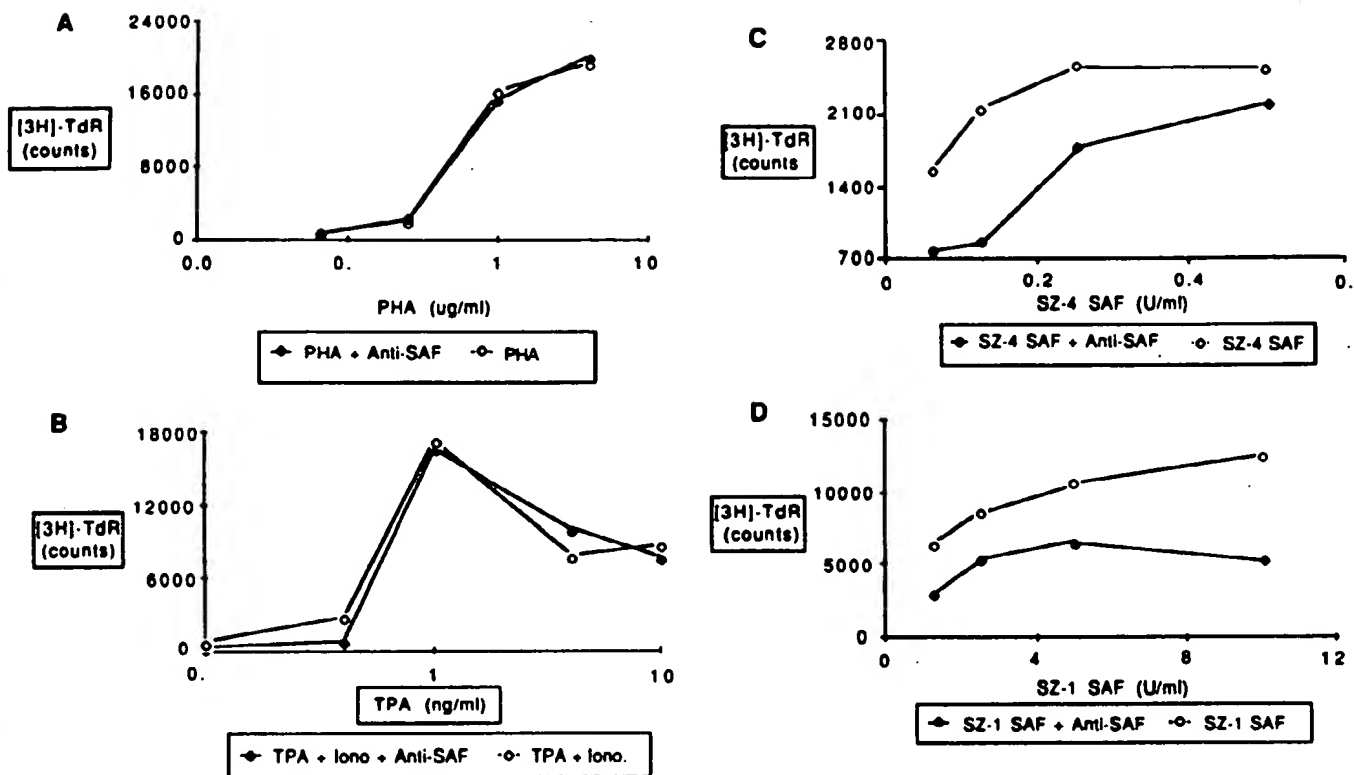 A
24000
16000
8000
0
[3H]-TdR
(counts)
0.0
0.
1
10
PHA (ug/ml)
PHA + Anti-SAF
PHA
B
18000
12000
6000
0
[3H]-TdR
(counts)
0.
1
10
TPA (ng/ml)
TPA + Iono + Anti-SAF
TPA + Iono.
C
2800
2100
1400
700
[3H]-TdR
(counts
0
0.2
0.4
0.
SZ-4 SAF (U/ml)
SZ-4 SAF + Anti-SAF
SZ-4 SAF
D
15000
10000
5000
0
[3H]-TdR
(counts)
0
4
8
12
SZ-1 SAF (U/ml)
SZ-1 SAF + Anti-SAF
SZ-1 SAF